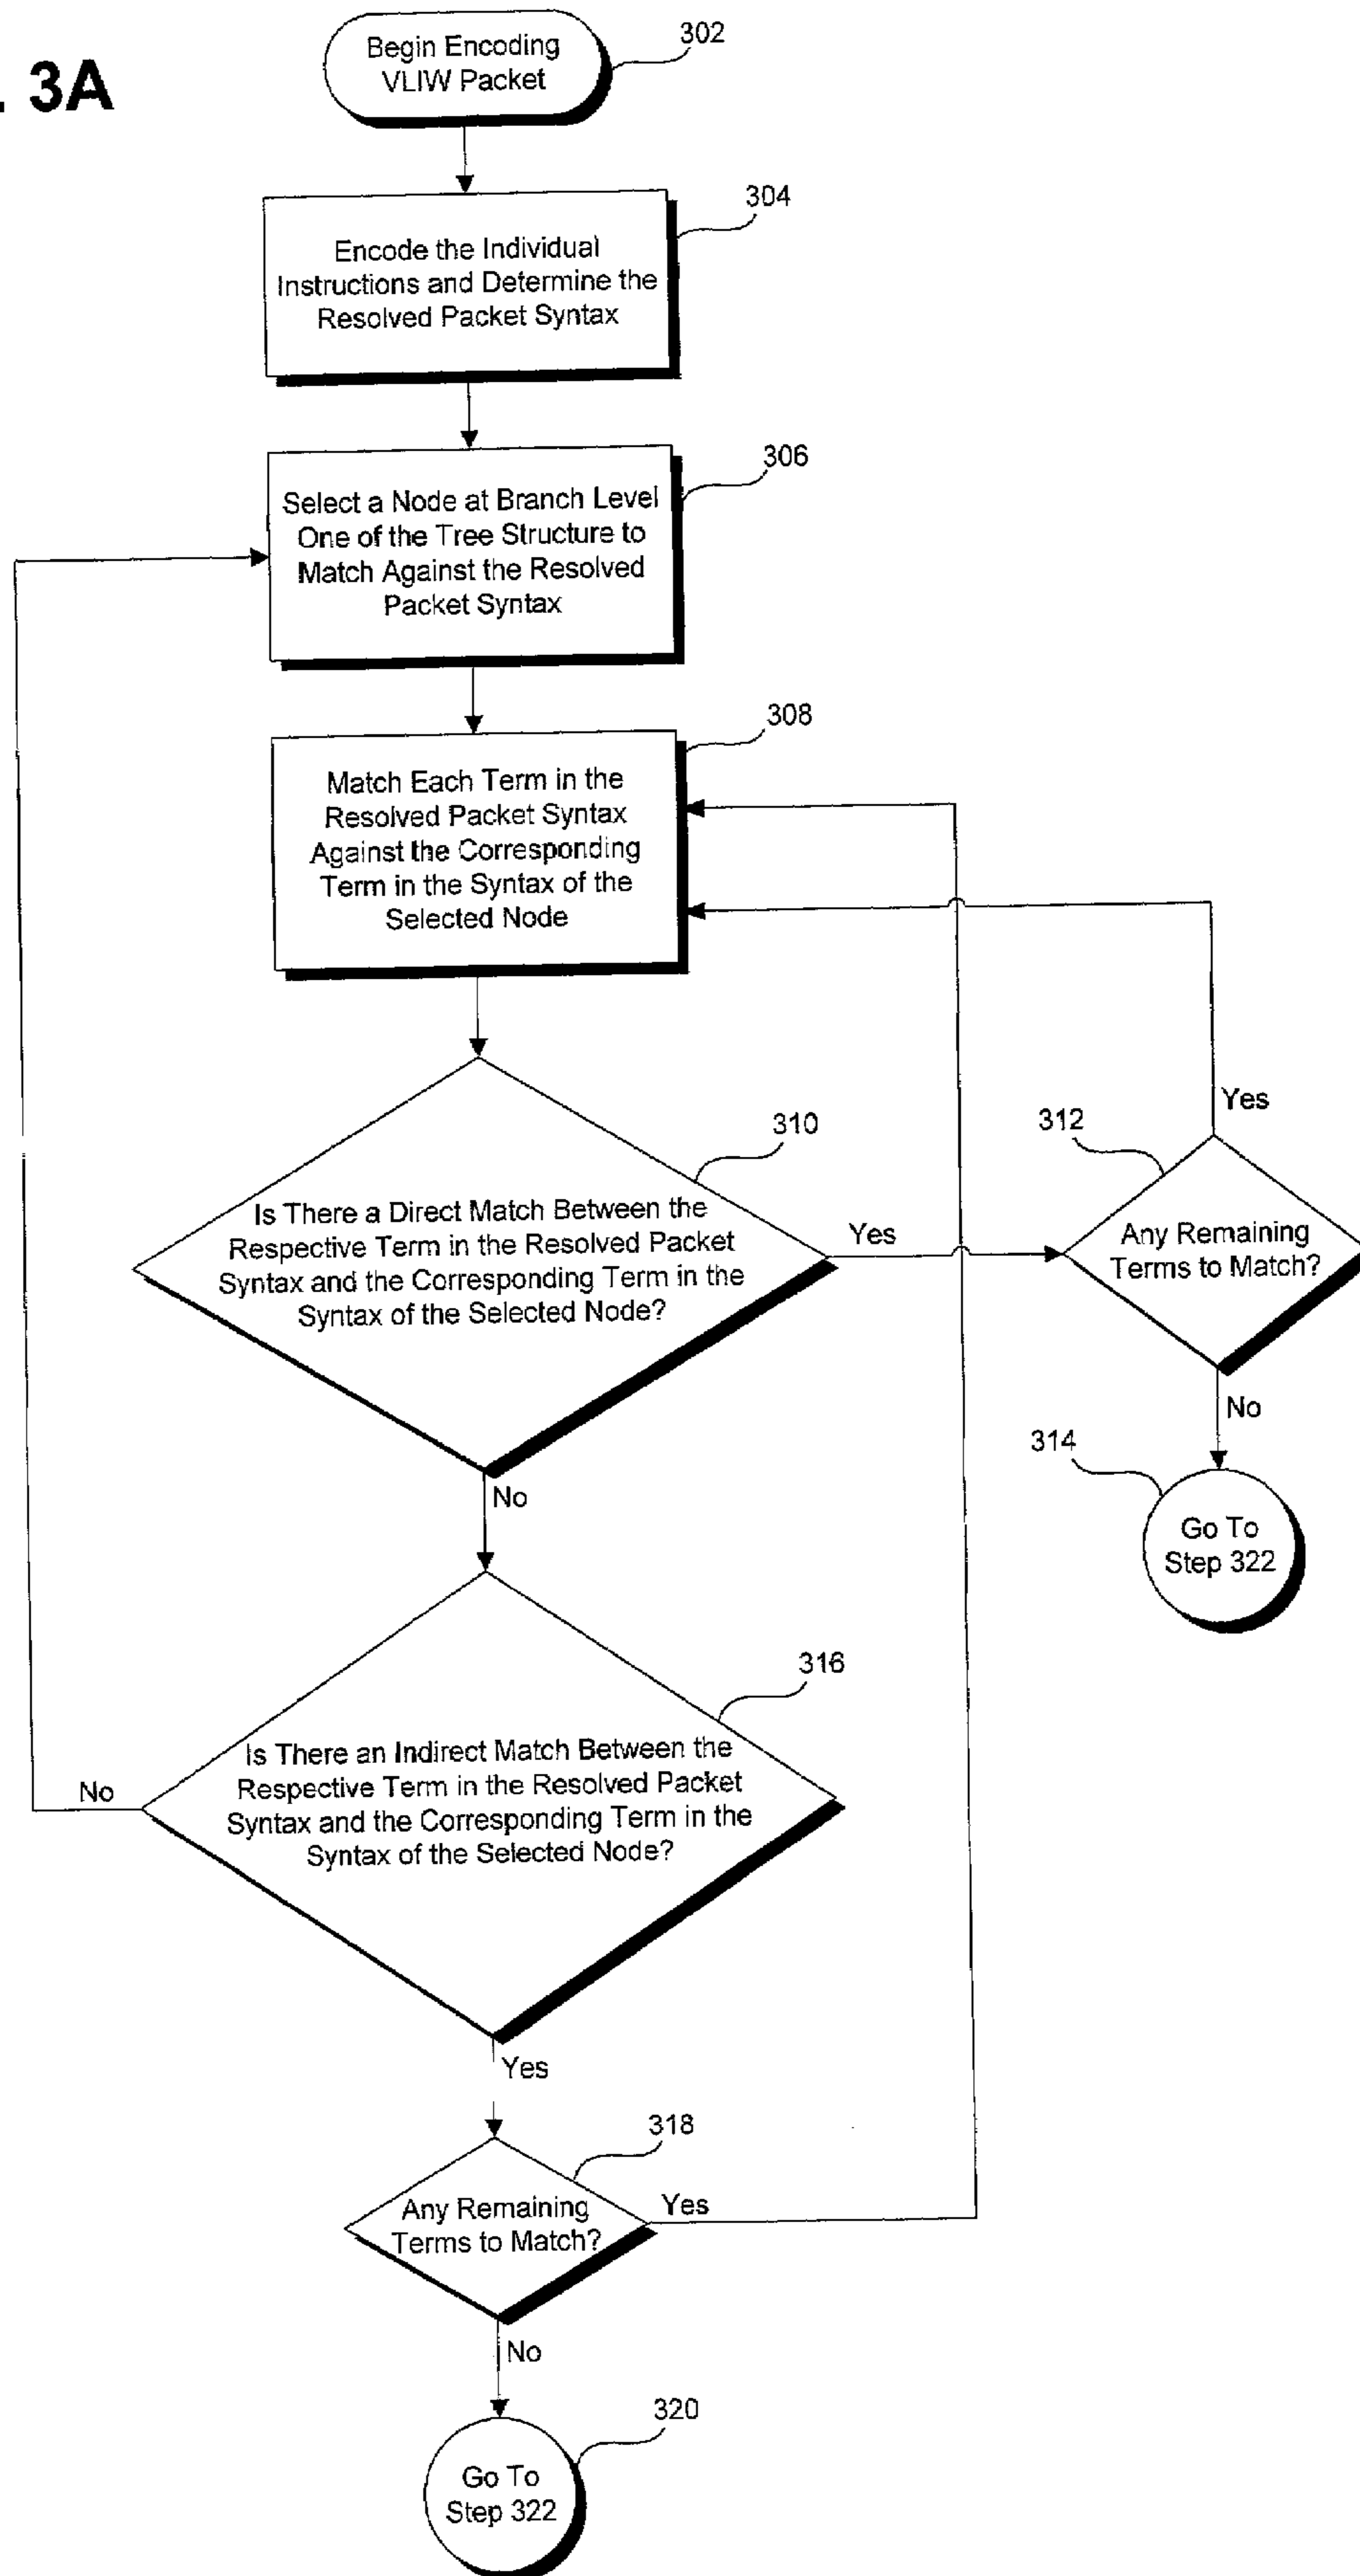 . 3A
Begin Encoding
VLIW Packet
302
304
Encode the Individual
Instructions and Determine the
Resolved Packet Syntax
306
Select a Node at Branch Level
One of the Tree Structure to
Match Against the Resolved
Packet Syntax
308
Match Each Term in the
Resolved Packet Syntax
Against the Corresponding
Term in the Syntax of the
Selected Node
310
Is There a Direct Match Between the
Respective Term in the Resolved Packet
Syntax and the Corresponding Term in the
Syntax of the Selected Node?
Yes
312
Yes
Any Remaining
Terms to Match?
No
314
Go To
Step 322
No
316
Is There an Indirect Match Between the
Respective Term in the Resolved Packet
Syntax and the Corresponding Term in the
Syntax of the Selected Node?
No
Yes
318
Any Remaining
Terms to Match?
Yes
No
320
Go To
Step 322